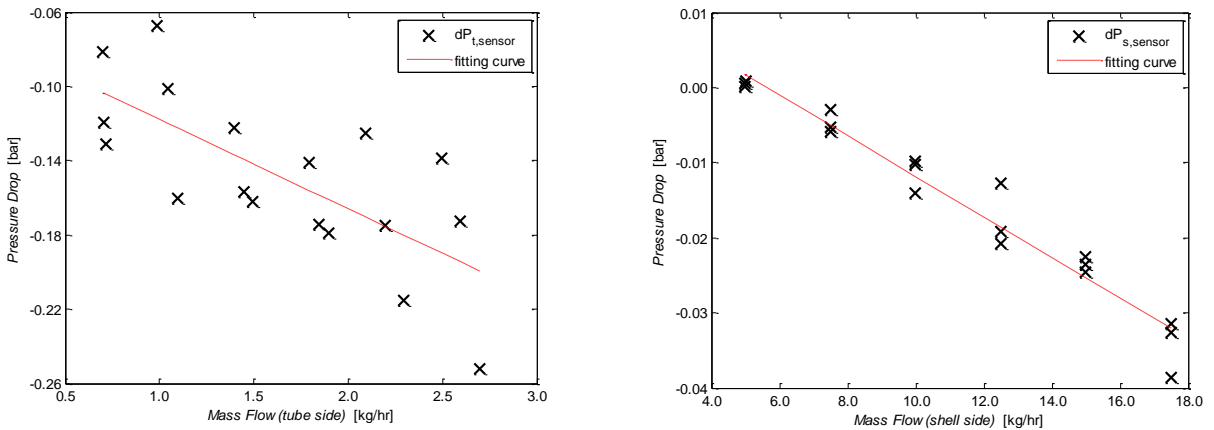 -0.06
-0.10
-0.14
-0.18
-0.22
-0.26
Pressure Drop [bar]
0.5 1.0 1.5 2.0 2.5 3.0
Mass Flow (tube side) [kg/hr]
dPt,sensor
fitting curve
0.01
0.00
-0.01
-0.02
-0.03
-0.04
Pressure Drop [bar]
4.0 6.0 8.0 10.0 12.0 14.0 16.0 18.0
Mass Flow (shell side) [kg/hr]
dPs,sensor
fitting curve